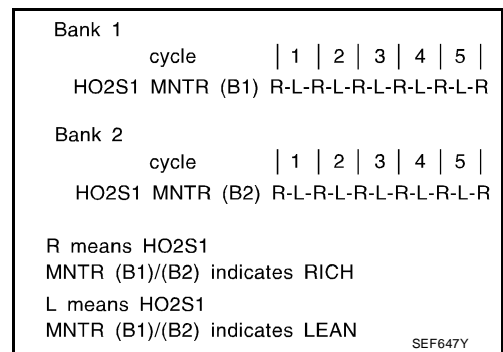 Bank 1
cycle | 1 | 2 | 3 | 4 | 5 |
HO2S1 MNTR (B1) R-L-R-L-R-L-R-L-R-L-R
Bank 2
cycle | 1 | 2 | 3 | 4 | 5 |
HO2S1 MNTR (B2) R-L-R-L-R-L-R-L-R-L-R
R means HO2S1
MNTR (B1)/(B2) indicates RICH
L means HO2S1
MNTR (B1)/(B2) indicates LEAN
SEF647Y